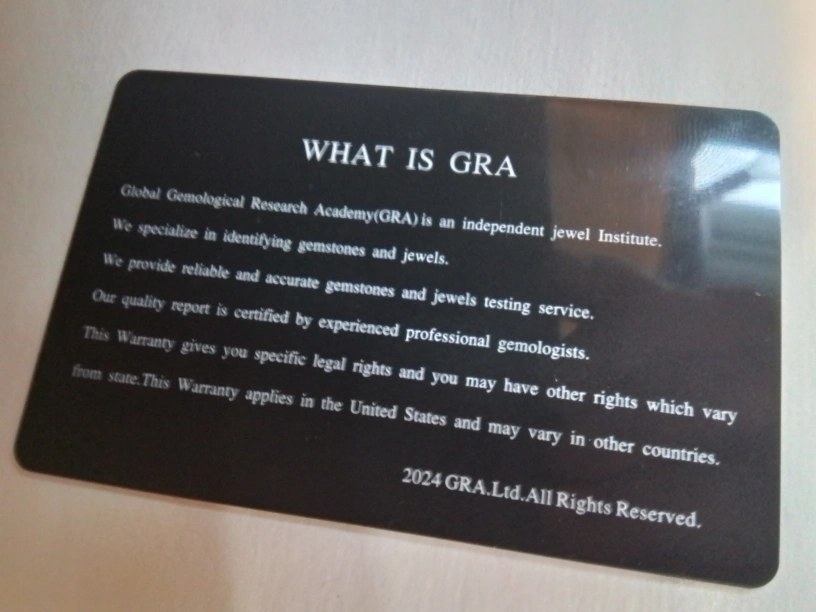 WHAT IS GRA
Global Gemological Research Academy(GRA) is an independent jewel Institute.
We specialize in identifying gemstones and jewels.
We provide reliable and accurate gemstones and jewels testing service.
Our quality report is certified by experienced professional gemologists.
This Warranty gives you specific legal rights and you may have other rights which vary
from state.This Warranty applies in the United States and may vary in other countries.
2024 GRA.Ltd.All Rights Reserved.